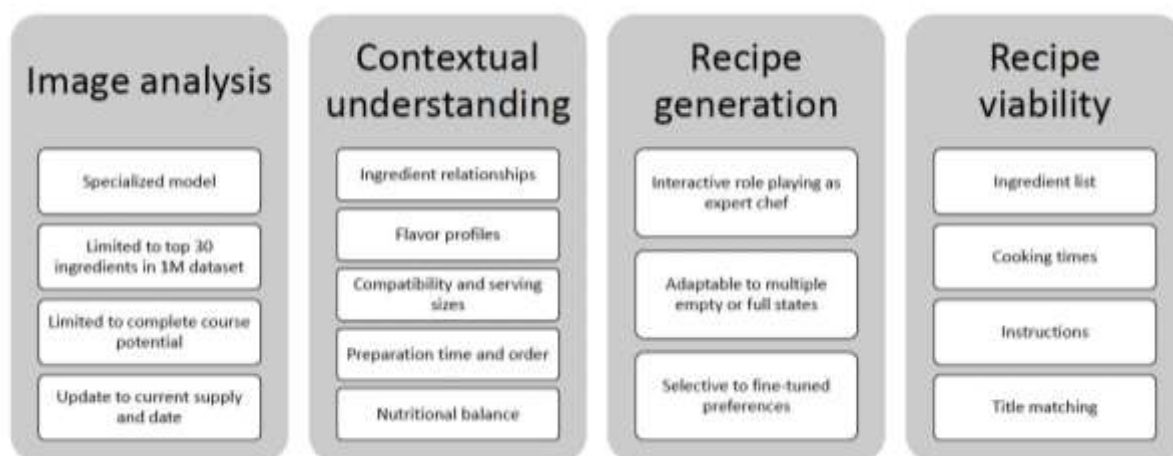 Image analysis
Specialized model
Limited to top 30
ingredients in 1M dataset
Limited to complete course
potential
Update to current supply
and date
Contextual
understanding
Ingredient relationships
Flavor profiles
Compatibility and serving
sizes
Preparation time and order
Nutritional balance
Recipe
generation
Interactive role playing as
expert chef
Adaptable to multiple
empty or full states
Selective to fine-tuned
preferences
Recipe
viability
Ingredient list
Cooking times
Instructions
Title matching